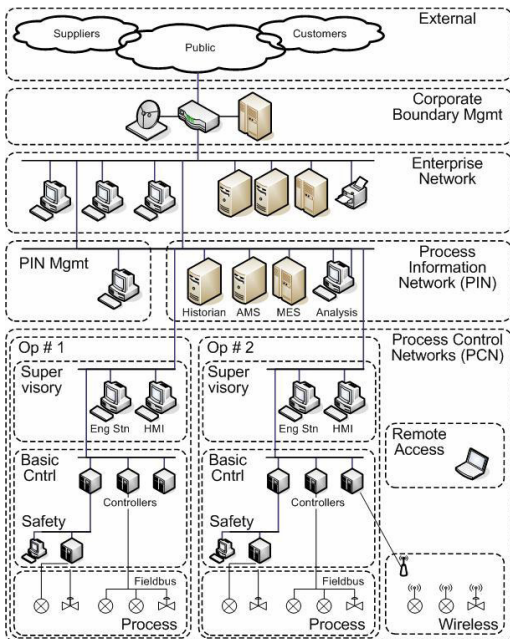 External
Suppliers
Public
Customers
Corporate
Boundary Mgmt
Enterprise
Network
PIN Mgmt
Process
Information
Network (PIN)
Historian
AMS
MES
Analysis
Process Control
Networks (PCN)
Op # 1
Super
visory
Eng Stn
HMI
Basic
Cntrl
Controllers
Safety
Fieldbus
Process
Op # 2
Super
visory
Eng Stn
HMI
Basic
Cntrl
Controllers
Safety
Fieldbus
Process
Remote
Access
Wireless